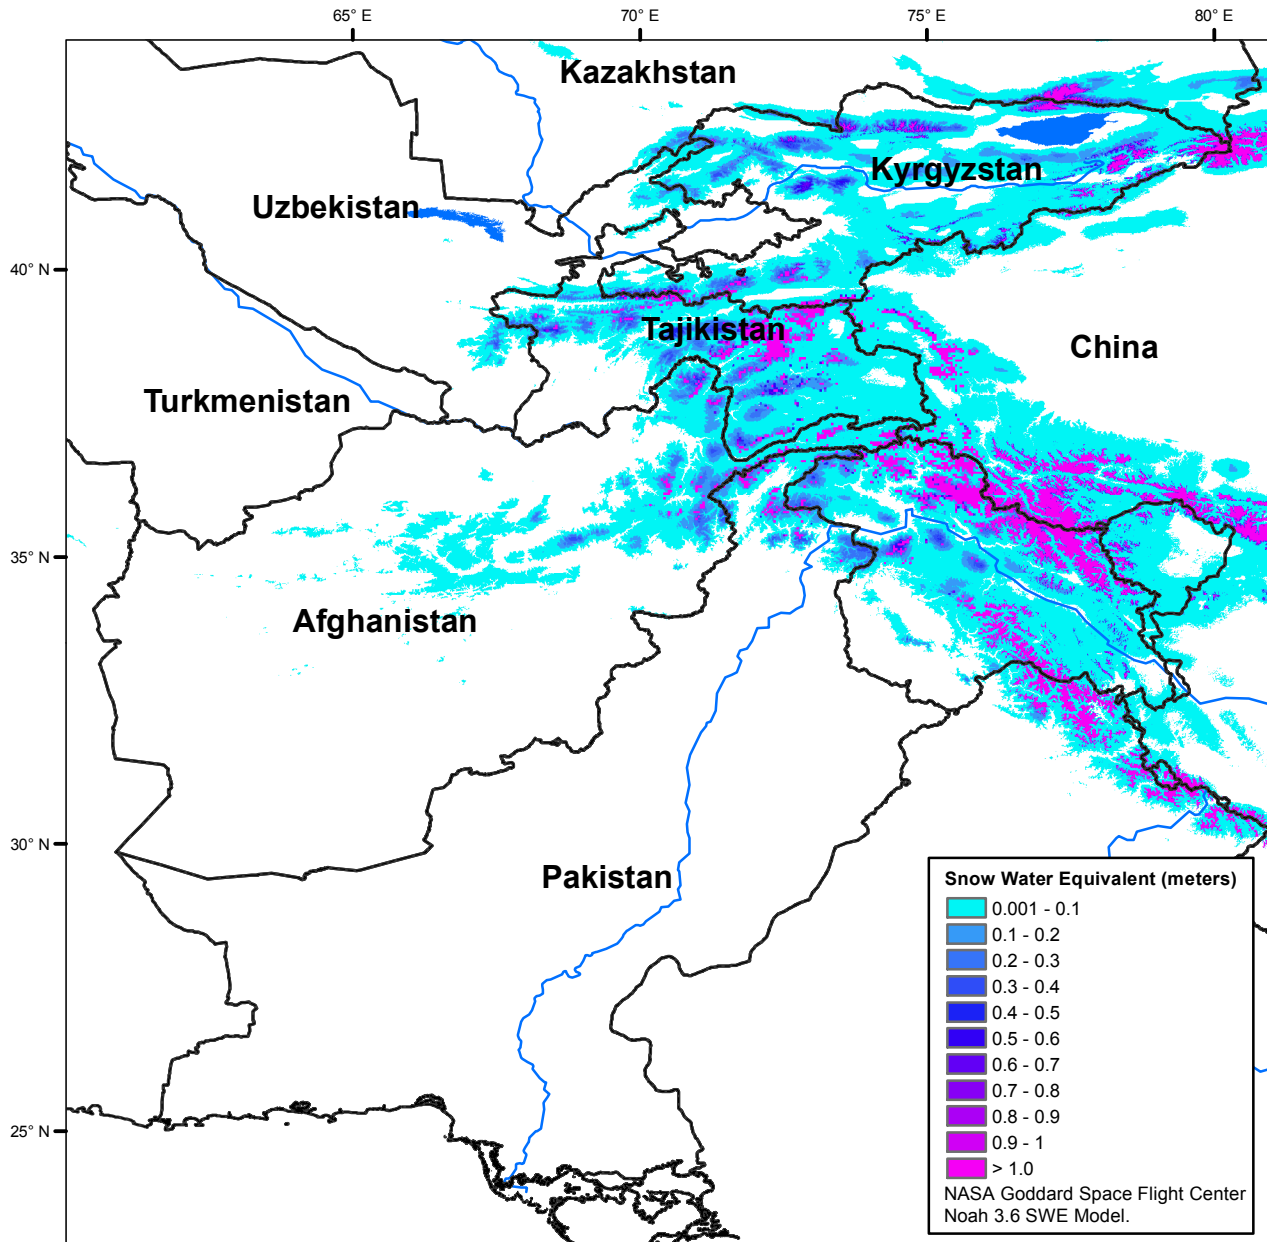 65° E
70° E
75° E
80° E
Kazakhstan
Kyrgyzstan
Uzbekistan
40° N
Tajikistan
China
Turkmenistan
35° N
Afghanistan
30° N
Pakistan
25° N
Snow Water Equivalent (meters)
0.001 - 0.1
0.1 - 0.2
0.2 - 0.3
0.3 - 0.4
0.4 - 0.5
0.5 - 0.6
0.6 - 0.7
0.7 - 0.8
0.8 - 0.9
0.9 - 1
> 1.0
NASA Goddard Space Flight Center
Noah 3.6 SWE Model.